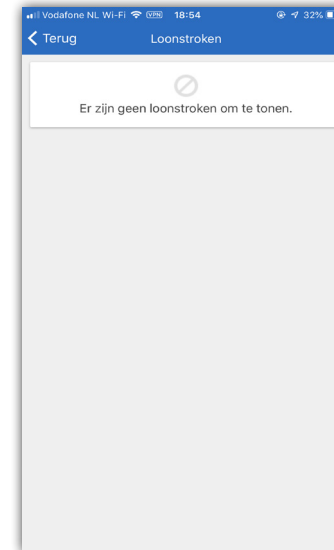 Vodafone NL Wi-Fi VPN 18:54 32%
Terug Loonstroken
Er zijn geen loonstroken om te tonen.